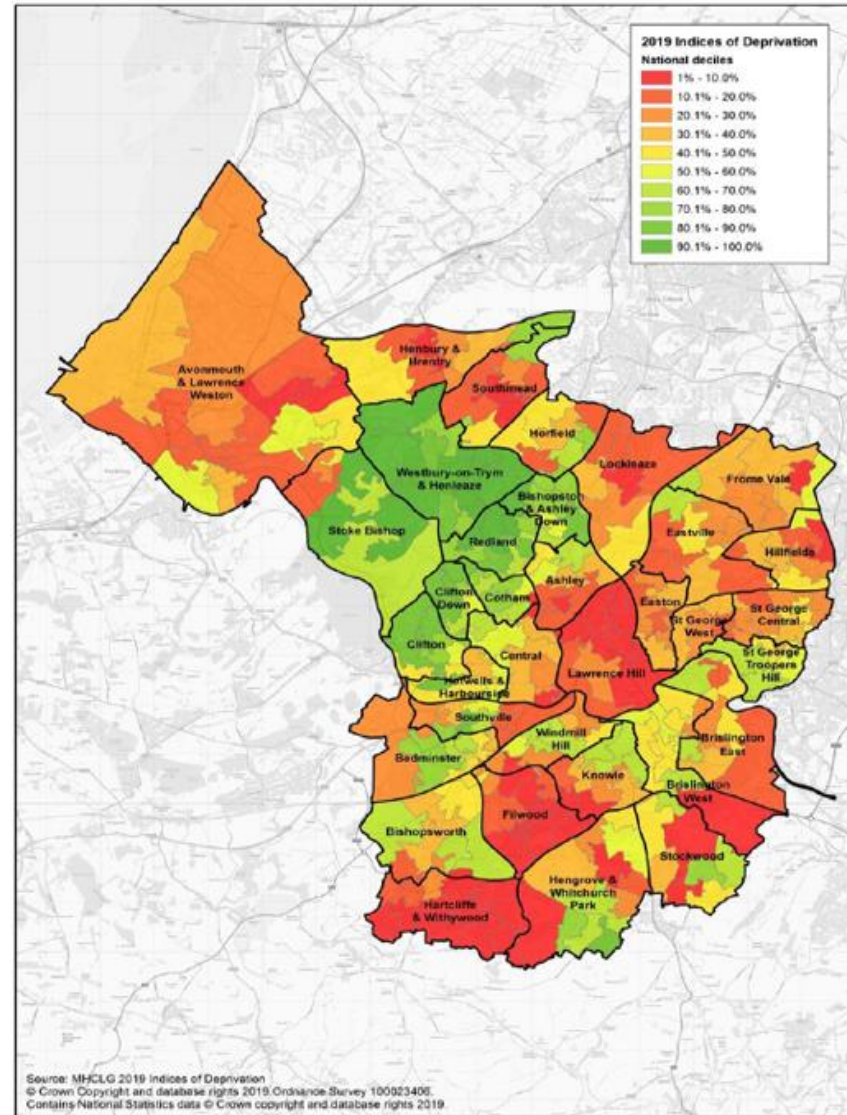 2019 Indices of Deprivation
National deciles
1% - 10.0%
10.1% - 20.0%
20.1% - 30.0%
30.1% - 40.0%
40.1% - 50.0%
50.1% - 60.0%
60.1% - 70.0%
70.1% - 80.0%
80.1% - 90.0%
90.1% - 100.0%
Avonmouth
& Lawrence
Weston
Henbury &
Brentry
Southmead
Horfield
Lockleaze
Frome Vale
Westbury-on-Trym
& Henleaze
Bishopston
& Ashley
Down
Stoke Bishop
Redland
Eastville
Hillfields
Ashley
Clifton
Down
Cotham
Easton
St George
West
St George
Central
Clifton
Central
Lawrence Hill
St George
Troopers
Hill
Hotwells &
Harbourside
Southville
Windmill
Hill
Brislington
East
Bedminster
Knowle
Brislington
West
Filwood
Bishopsworth
Stockwood
Hengrove &
Whitchurch
Park
Hartcliffe
& Withywood
Source: MHCLG 2019 Indices of Deprivation
© Crown Copyright and database rights 2019 Ordnance Survey 100023406.
Contains National Statistics data © Crown copyright and database rights 2019